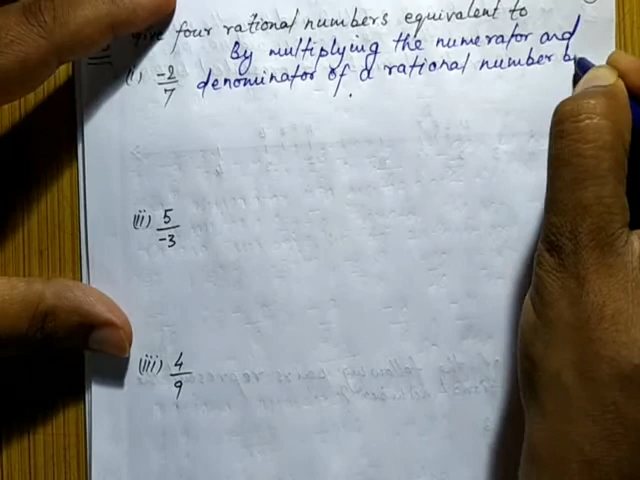 give four rational numbers equivalent to
By multiplying the numerator and
(i) -2/7 denominator of a rational number
(ii) 5/-3
(iii) 4/9